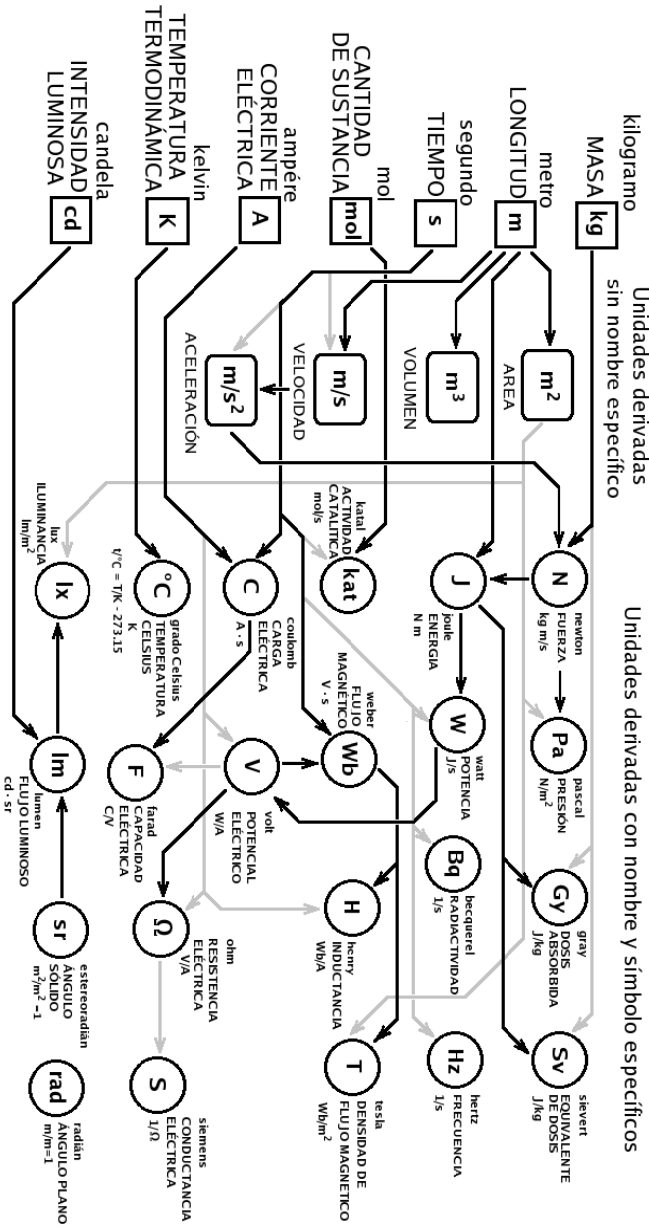 Unidades derivadas
sin nombre específico
Unidades derivadas con nombre y símbolo específicos
kilogramo
MASA
kg
metro
LONGITUD
m
segundo
TIEMPO
s
mol
CANTIDAD
DE SUSTANCIA
mol
ampére
CORRIENTE
ELÉCTRICA
A
kelvin
TEMPERATURA
TERMODINÁMICA
K
candela
INTENSIDAD
LUMINOSA
cd
m²
AREA
m³
VOLUMEN
m/s
VELOCIDAD
m/s²
ACELERACIÓN
N
newton
FUERZA
kg m/s
Pa
pascal
PRESIÓN
N/m²
Gy
gray
DOSIS
ABSORBIDA
J/kg
Sv
sievert
EQUIVALENTE
DE DOSIS
J/kg
J
joule
ENERGIA
N m
W
watt
POTENCIA
J/s
Bq
becquerel
RADIACTIVIDAD
1/s
Hz
hertz
FRECUENCIA
1/s
katal
ACTIVIDAD
CATALITICA
mol/s
kat
weber
FLUJO
MAGNÉTICO
V · s
Wb
H
henry
INDUCTANCIA
Wb/A
T
tesla
DENSIDAD DE
FLUJO MAGNETICO
Wb/m²
C
coulomb
CARGA
ELÉCTRICA
A · s
V
volt
POTENCIAL
ELÉCTRICO
W/A
Ω
ohm
RESISTENCIA
ELÉCTRICA
V/A
S
siemens
CONDUCTANCIA
ELÉCTRICA
1/Ω
°C
grado Celsius
TEMPERATURA
CELSIUS
K
t/°C = T/K - 273.15
F
farad
CAPACIDAD
ELÉCTRICA
C/V
lux
ILUMINANCIA
lm/m²
lx
lm
lumen
FLUJO LUMINOSO
cd · sr
sr
estereoradián
ÁNGULO
SÓLIDO
m²/m² =1
rad
radián
ÁNGULO PLANO
m/m=1